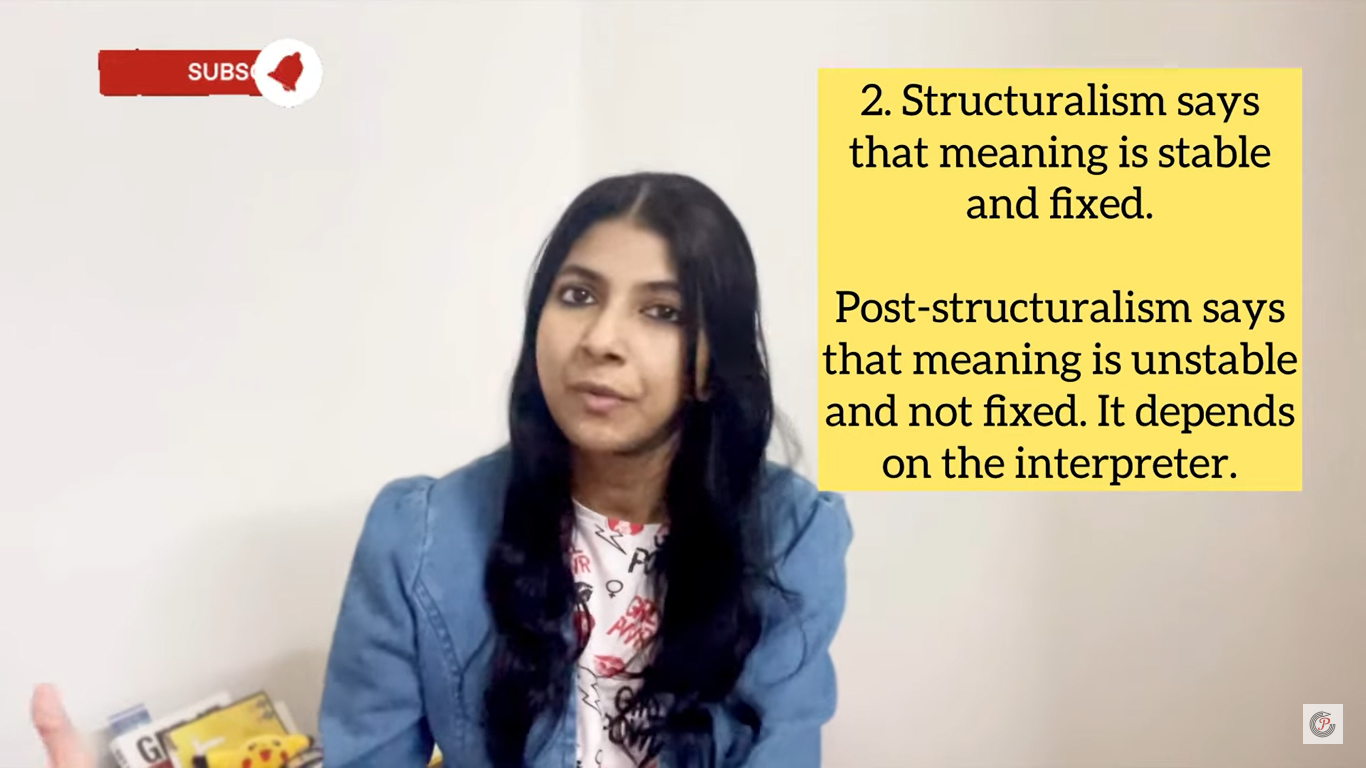 SUBSC
2. Structuralism says
that meaning is stable
and fixed.
Post-structuralism says
that meaning is unstable
and not fixed. It depends
on the interpreter.
P